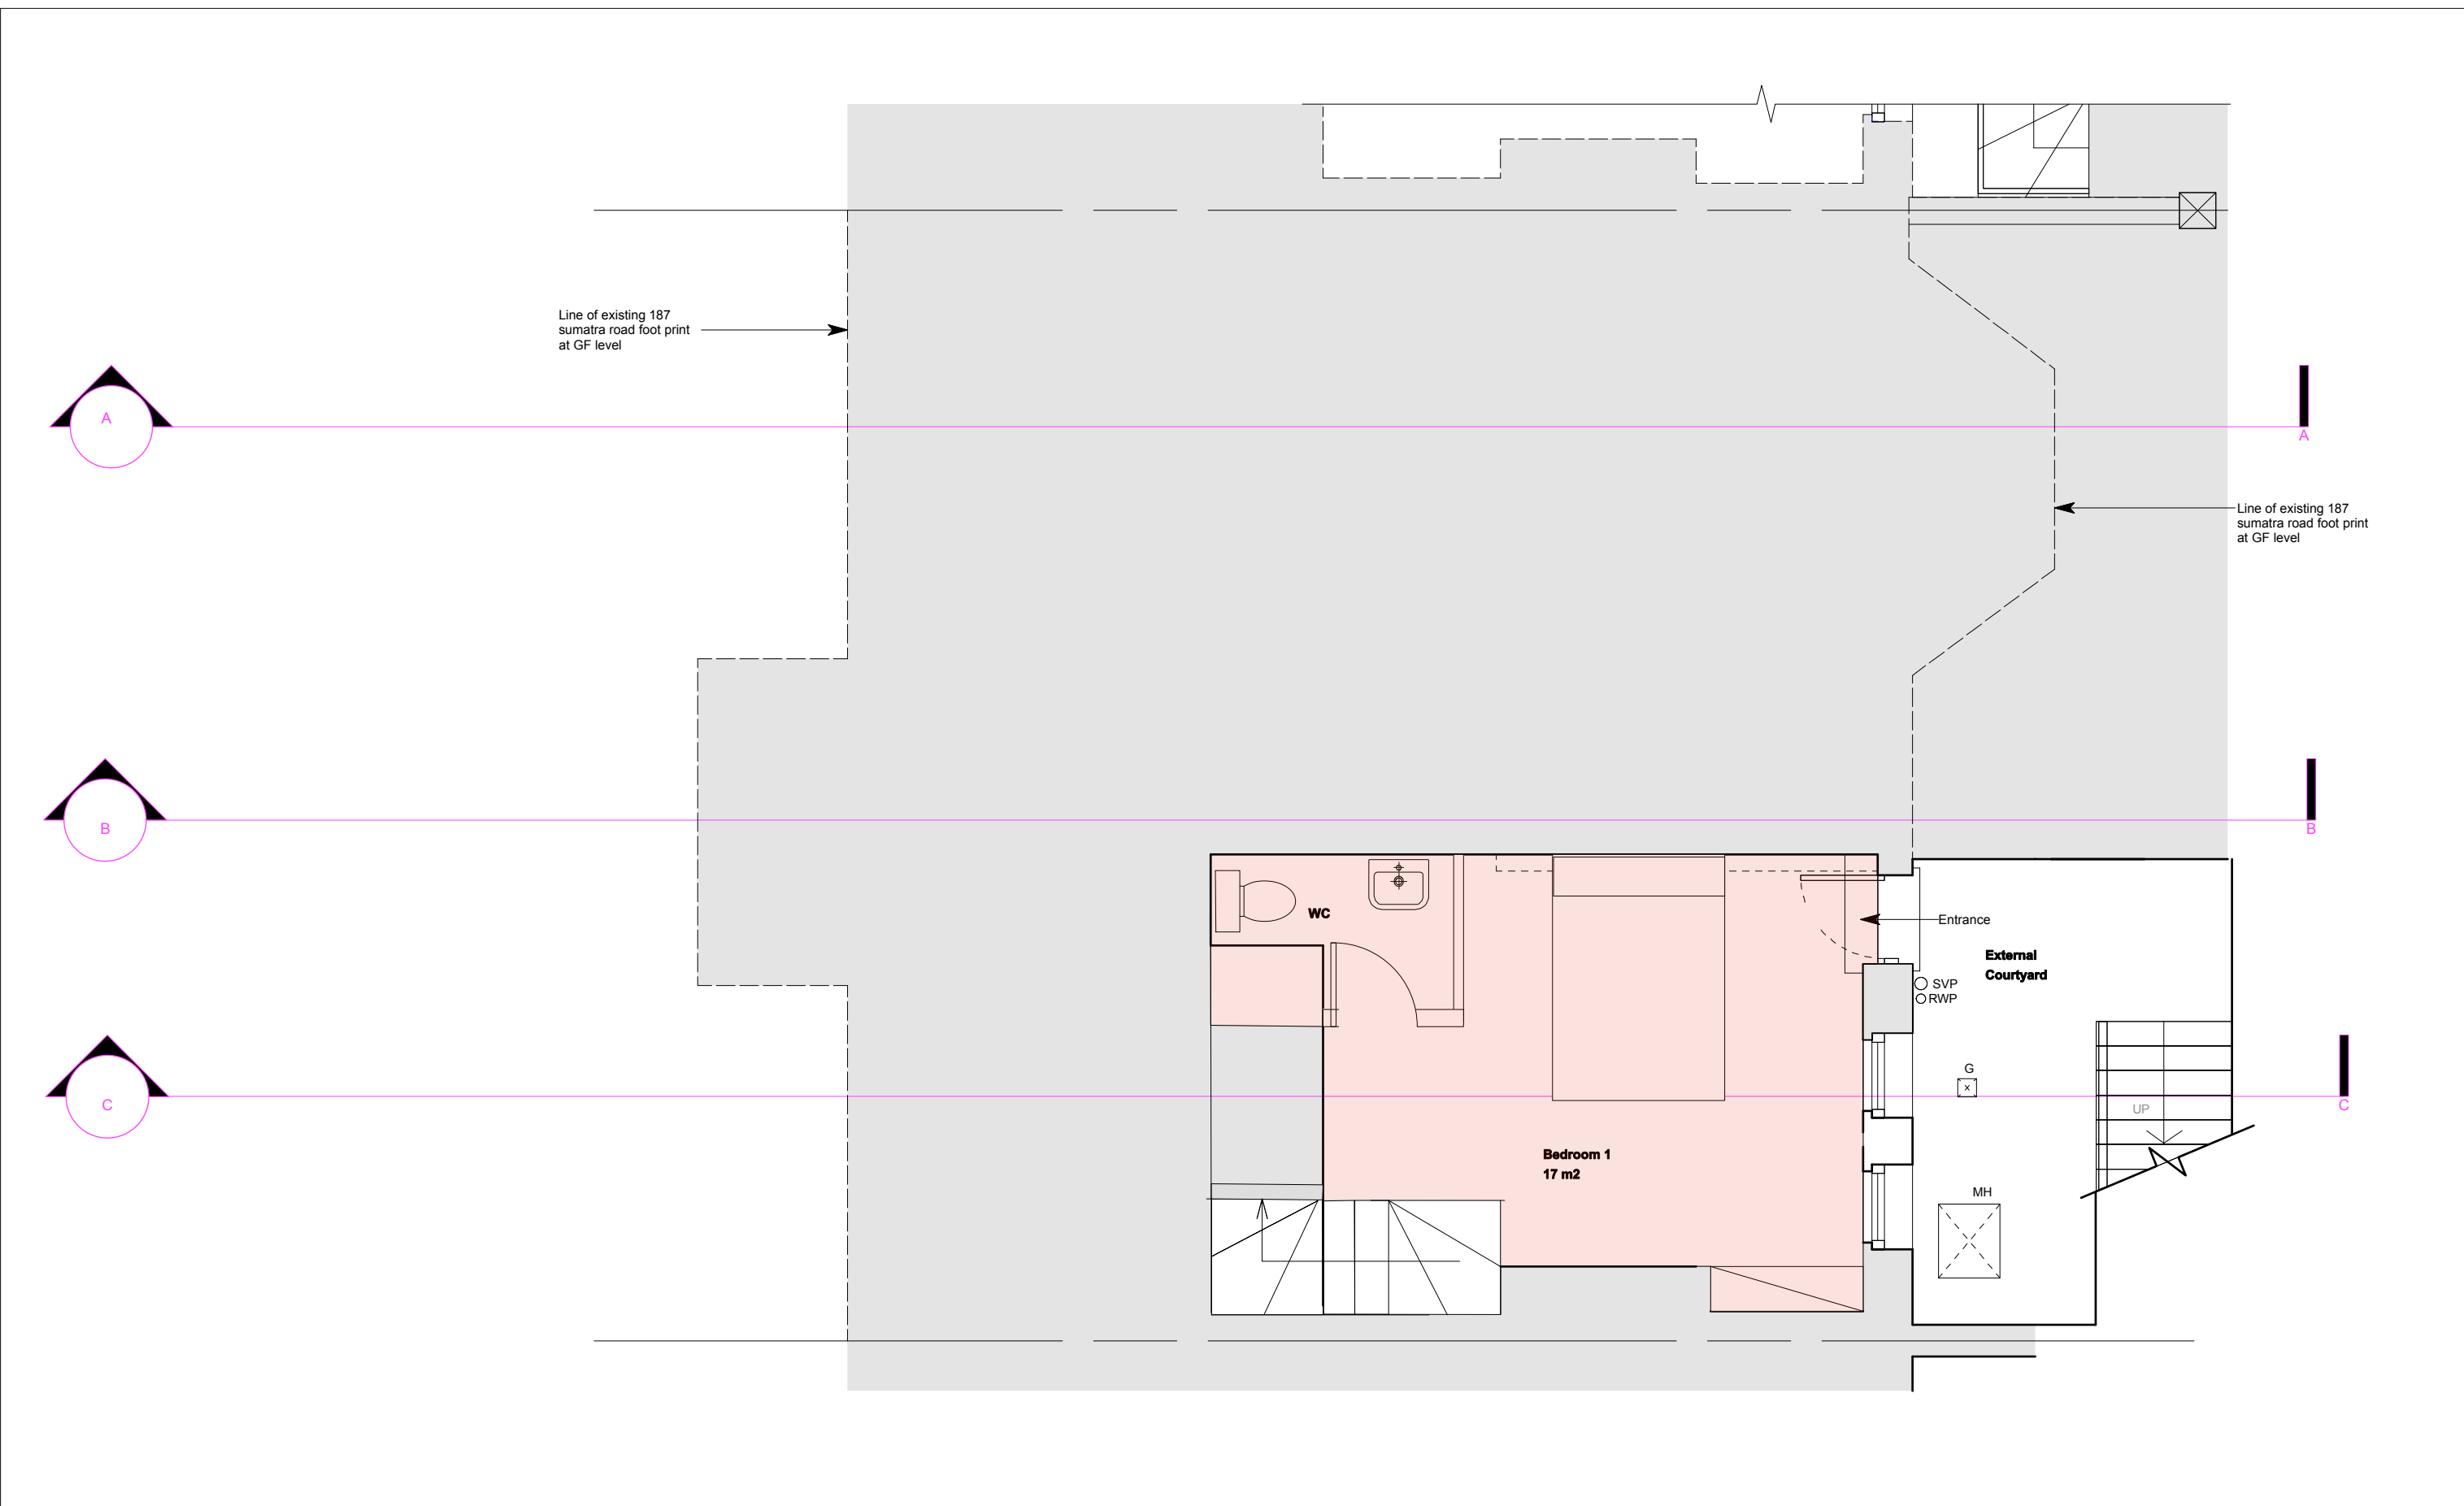 Line of existing 187
sumatra road foot print
at GF level
A
A
Line of existing 187
sumatra road foot print
at GF level
B
B
WC
Entrance
External
Courtyard
SVP
RWP
G
C
UP
C
Bedroom 1
17 m2
MH